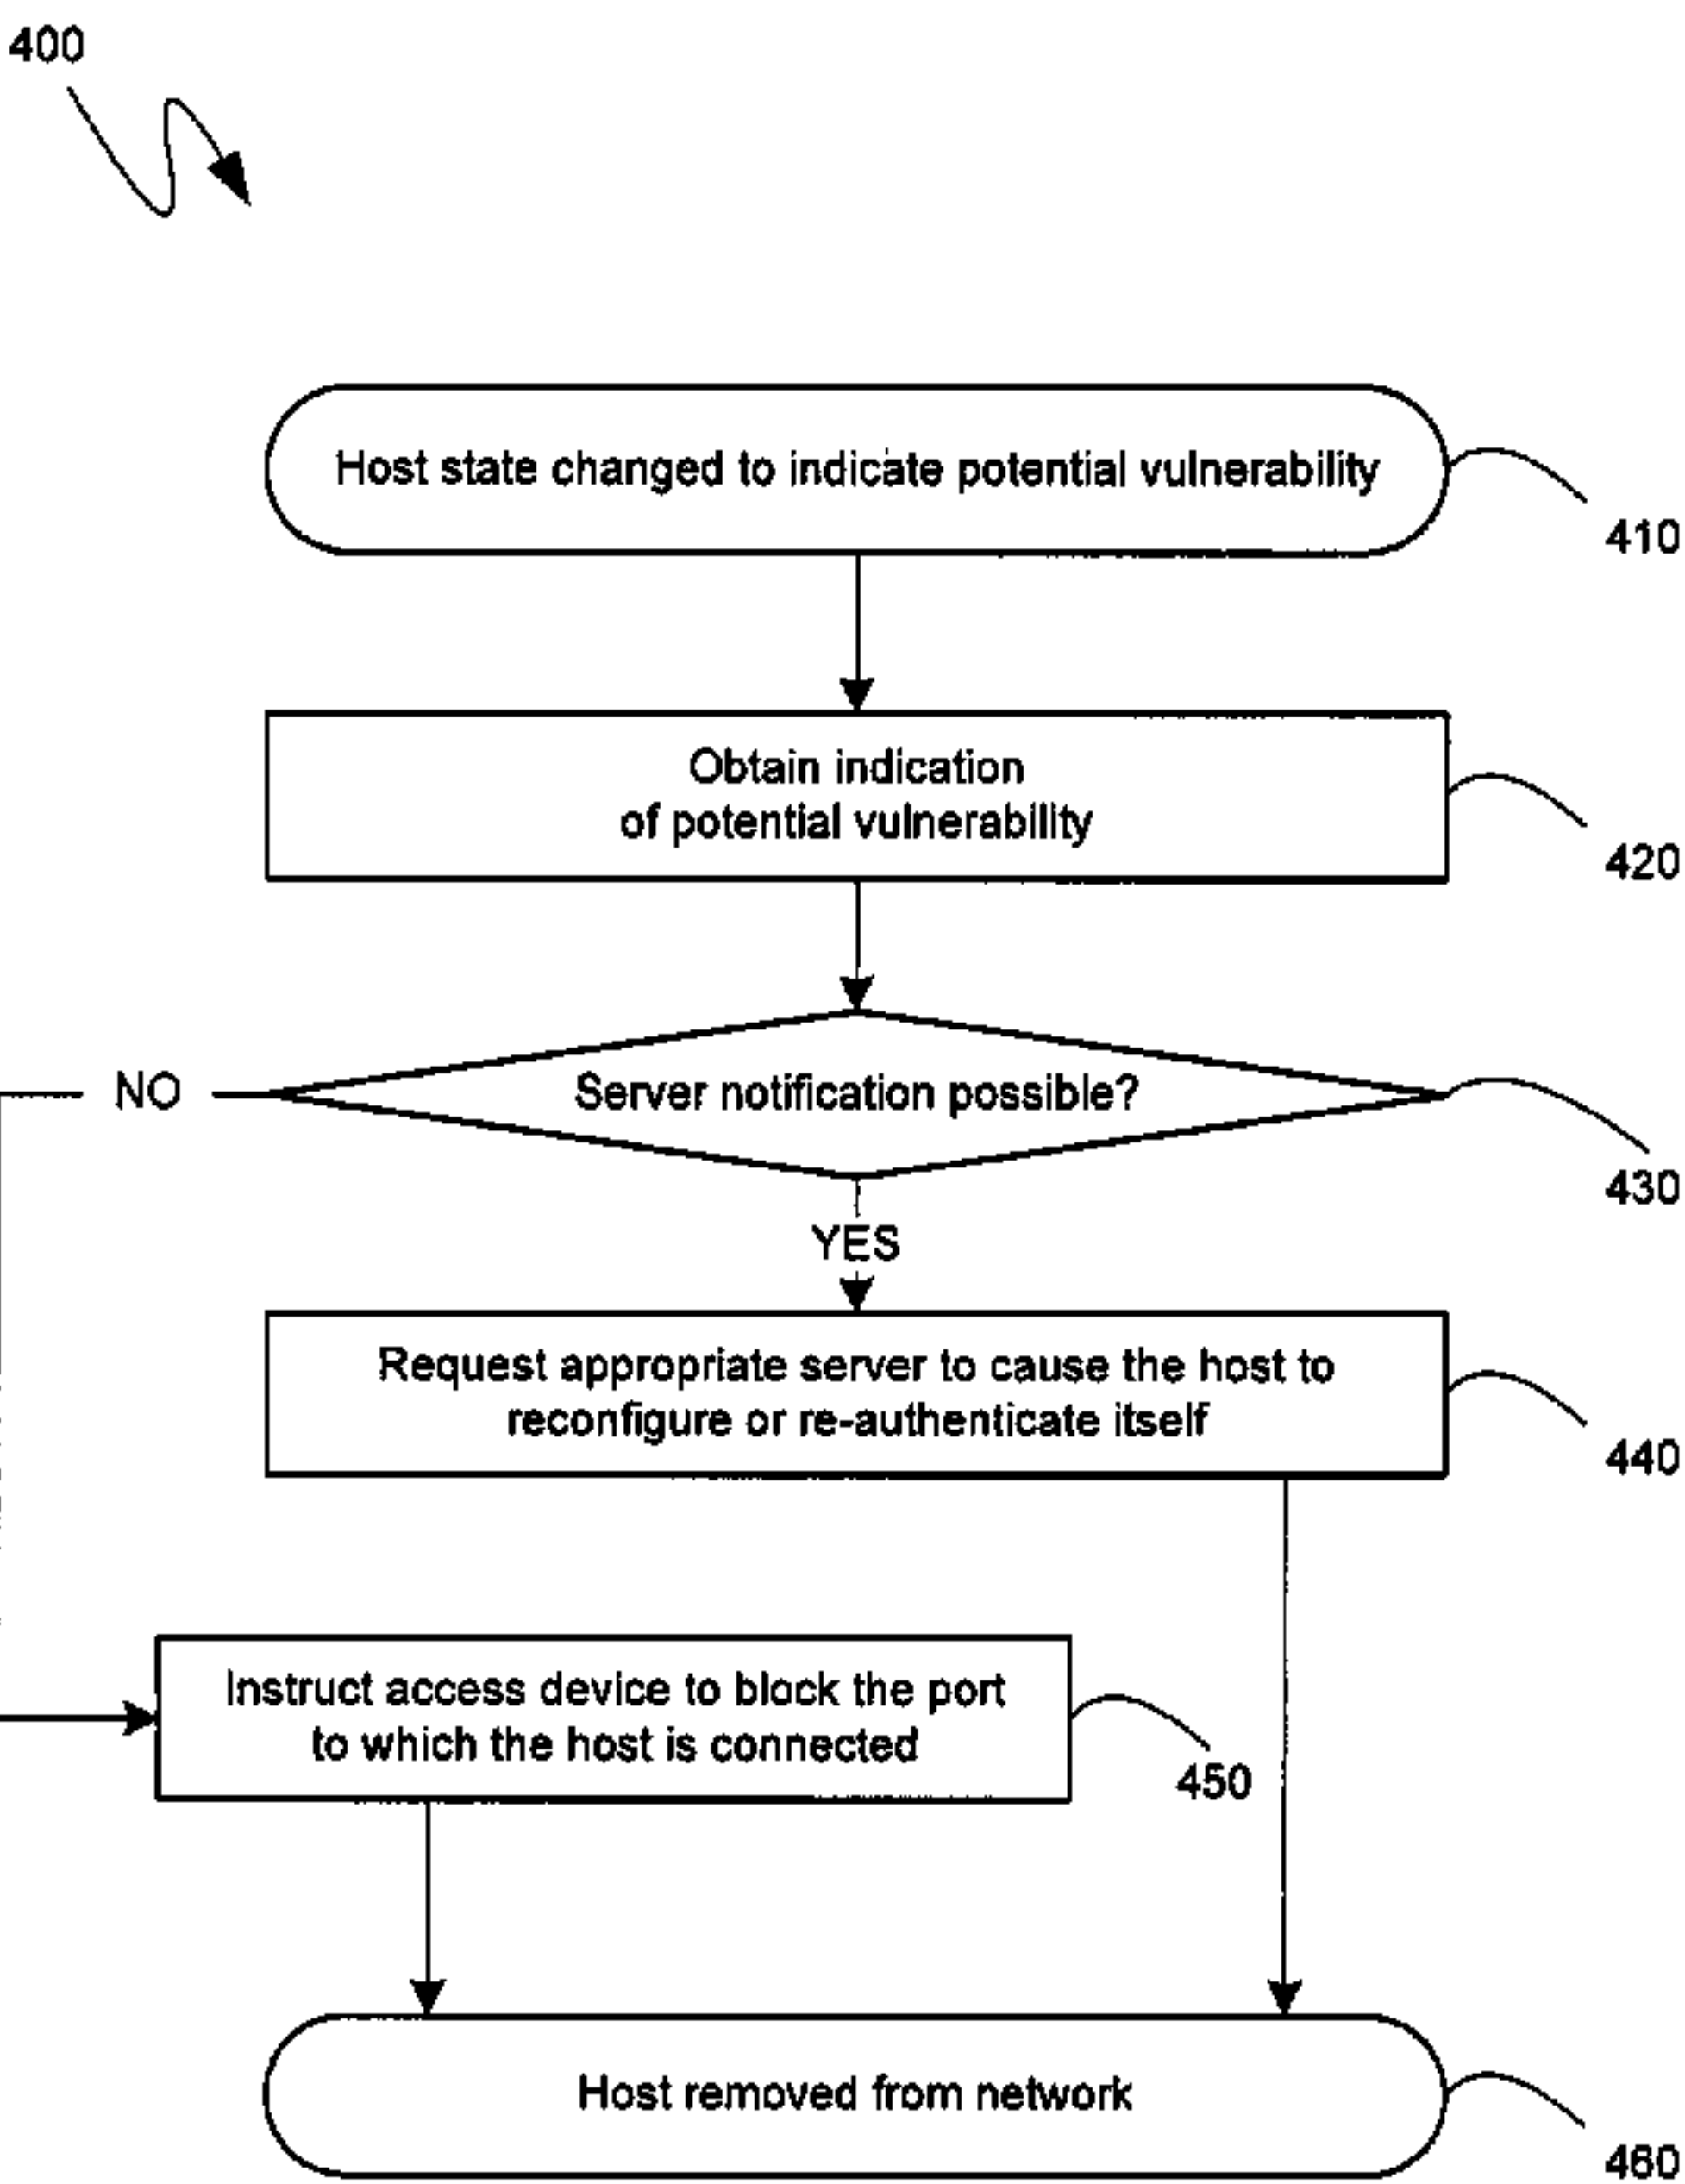 400
Host state changed to indicate potential vulnerability
410
Obtain indication
of potential vulnerability
420
Server notification possible?
NO
430
YES
Request appropriate server to cause the host to
reconfigure or re-authenticate itself
440
Instruct access device to block the port
to which the host is connected
450
Host removed from network
460